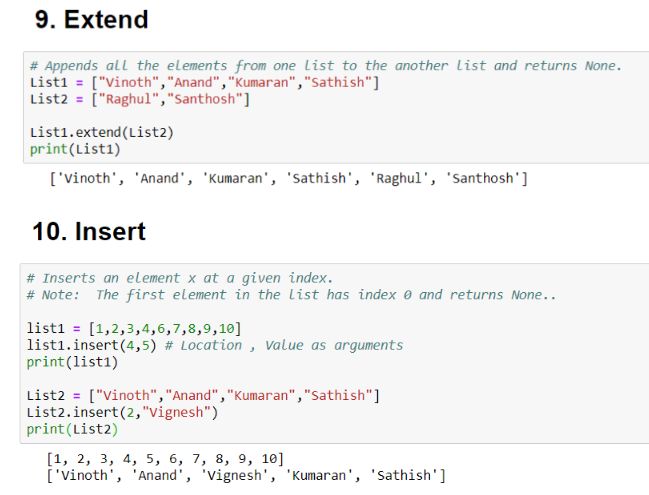 9. Extend
# Appends all the elements from one list to the another list and returns None.
List1 = ["Vinoth","Anand","Kumaran","Sathish"]
List2 = ["Raghul","Santhosh"]
List1.extend(List2)
print(List1)
['Vinoth', 'Anand', 'Kumaran', 'Sathish', 'Raghul', 'Santhosh']
10. Insert
# Inserts an element x at a given index.
# Note:  The first element in the list has index 0 and returns None..
list1 = [1,2,3,4,6,7,8,9,10]
list1.insert(4,5) # Location , Value as arguments
print(list1)
List2 = ["Vinoth","Anand","Kumaran","Sathish"]
List2.insert(2,"Vignesh")
print(List2)
[1, 2, 3, 4, 5, 6, 7, 8, 9, 10]
['Vinoth', 'Anand', 'Vignesh', 'Kumaran', 'Sathish']